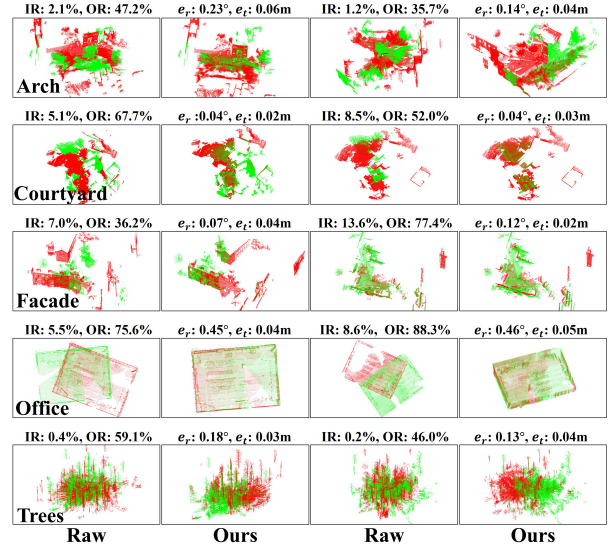 IR: 2.1%, OR: 47.2% e_r: 0.23°, e_t: 0.06m IR: 1.2%, OR: 35.7% e_r: 0.14°, e_t: 0.04m
Arch
IR: 5.1%, OR: 67.7% e_r :0.04°, e_t: 0.02m IR: 8.5%, OR: 52.0% e_r: 0.04°, e_t: 0.03m
Courtyard
IR: 7.0%, OR: 36.2% e_r: 0.07°, e_t: 0.04m IR: 13.6%, OR: 77.4% e_r: 0.12°, e_t: 0.02m
Facade
IR: 5.5%, OR: 75.6% e_r: 0.45°, e_t: 0.04m IR: 8.6%, OR: 88.3% e_r: 0.46°, e_t: 0.05m
Office
IR: 0.4%, OR: 59.1% e_r: 0.18°, e_t: 0.03m IR: 0.2%, OR: 46.0% e_r: 0.13°, e_t: 0.04m
Trees
Raw Ours Raw Ours